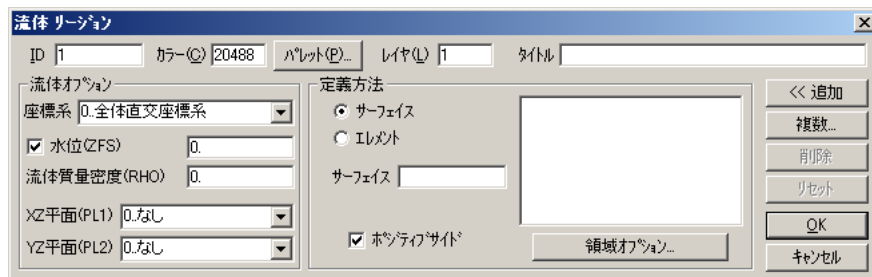 流体 ﾘｰｼﾞｮﾝ
ID 1 ｶﾗｰ(C) 20488 ﾊﾟﾚｯﾄ(P)... ﾚｲﾔ(L) 1 ﾀｲﾄﾙ
流体ｵﾌﾟｼｮﾝ
座標系 0..全体直交座標系
水位(ZFS) 0.
流体質量密度(RHO) 0.
XZ平面(PL1) 0..なし
YZ平面(PL2) 0..なし
定義方法
ｻｰﾌｪｲｽ
ｴﾚﾒﾝﾄ
ｻｰﾌｪｲｽ
ﾎﾟｼﾞﾃｨﾌﾞｻｲﾄﾞ
領域ｵﾌﾟｼｮﾝ...
<< 追加
複数...
削除
ﾘｾｯﾄ
OK
ｷｬﾝｾﾙ